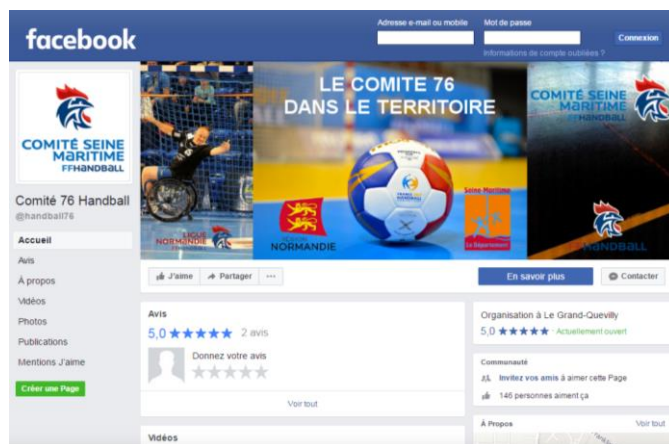 facebook
Adresse e-mail ou mobile
Mot de passe
Connexion
Informations de compte oubliées ?
COMITÉ SEINE
MARITIME
FFHANDBALL
Comité 76 Handball
@handball76
Accueil
Avis
À propos
Vidéos
Photos
Publications
Mentions J'aime
Créer une Page
LE COMITE 76
DANS LE TERRITOIRE
LIGUE
NORMANDIE
FFHANDBALL
RÉGION
NORMANDIE
Seine-Maritime
Le Département
COMITÉ SEINE
MARITIME
FFHANDBALL
FFHANDBALL
J'aime
Partager
...
En savoir plus
Contacter
Avis
5,0 ★★★★★ 2 avis
Donnez votre avis
Voir tout
Vidéos
Organisation à Le Grand-Quevilly
5,0 ★★★★★ · Actuellement ouvert
Communauté
Invitez vos amis à aimer cette Page
146 personnes aiment ça
À Propos
Voir tout